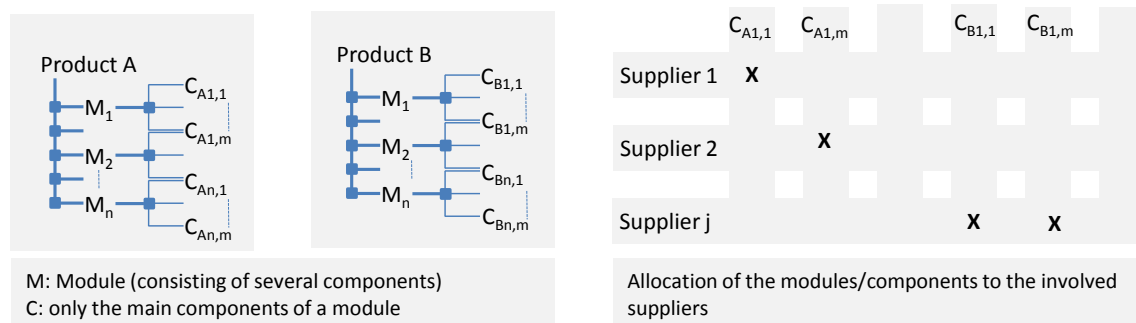 Product A
M1
M2
Mn
CA1,1
CA1,m
CAn,1
CAn,m
Product B
M1
M2
Mn
CB1,1
CB1,m
CBn,1
CBn,m
M: Module (consisting of several components)
C: only the main components of a module
CA1,1 CA1,m CB1,1 CB1,m
Supplier 1 X
Supplier 2 X
Supplier j X X
Allocation of the modules/components to the involved
suppliers